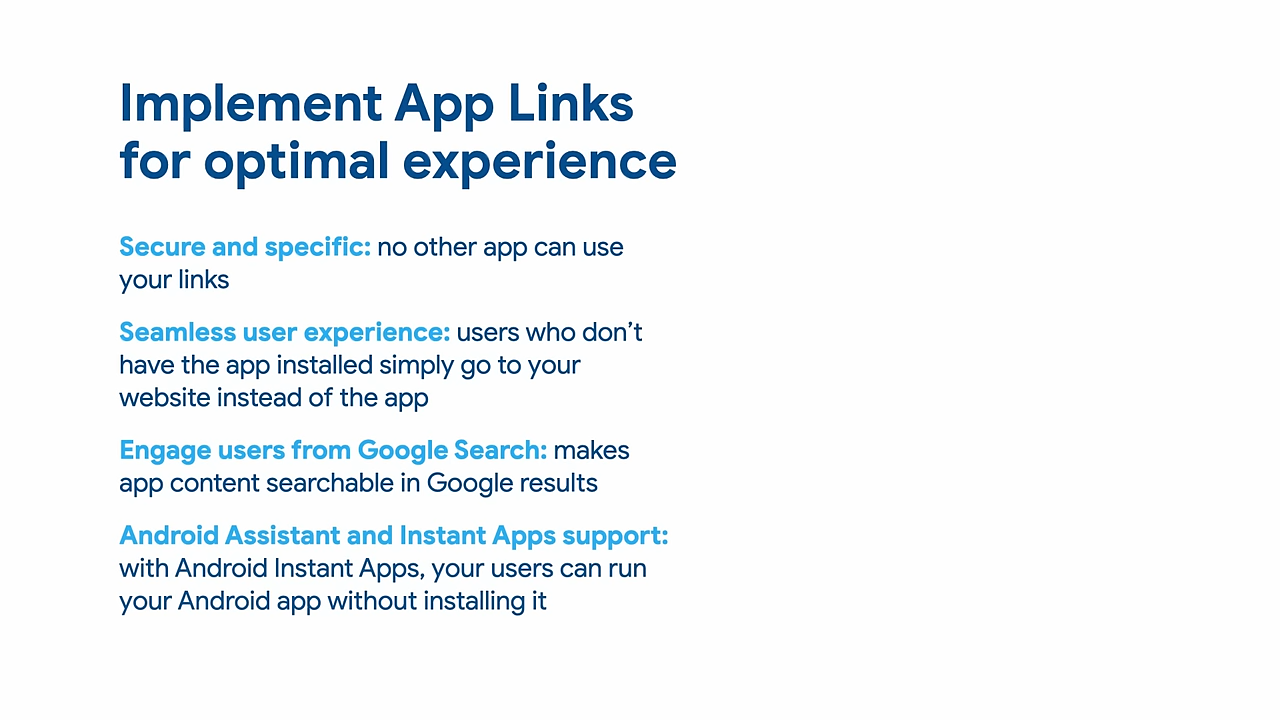 Implement App Links
for optimal experience
Secure and specific: no other app can use
your links
Seamless user experience: users who don’t
have the app installed simply go to your
website instead of the app
Engage users from Google Search: makes
app content searchable in Google results
Android Assistant and Instant Apps support:
with Android Instant Apps, your users can run
your Android app without installing it